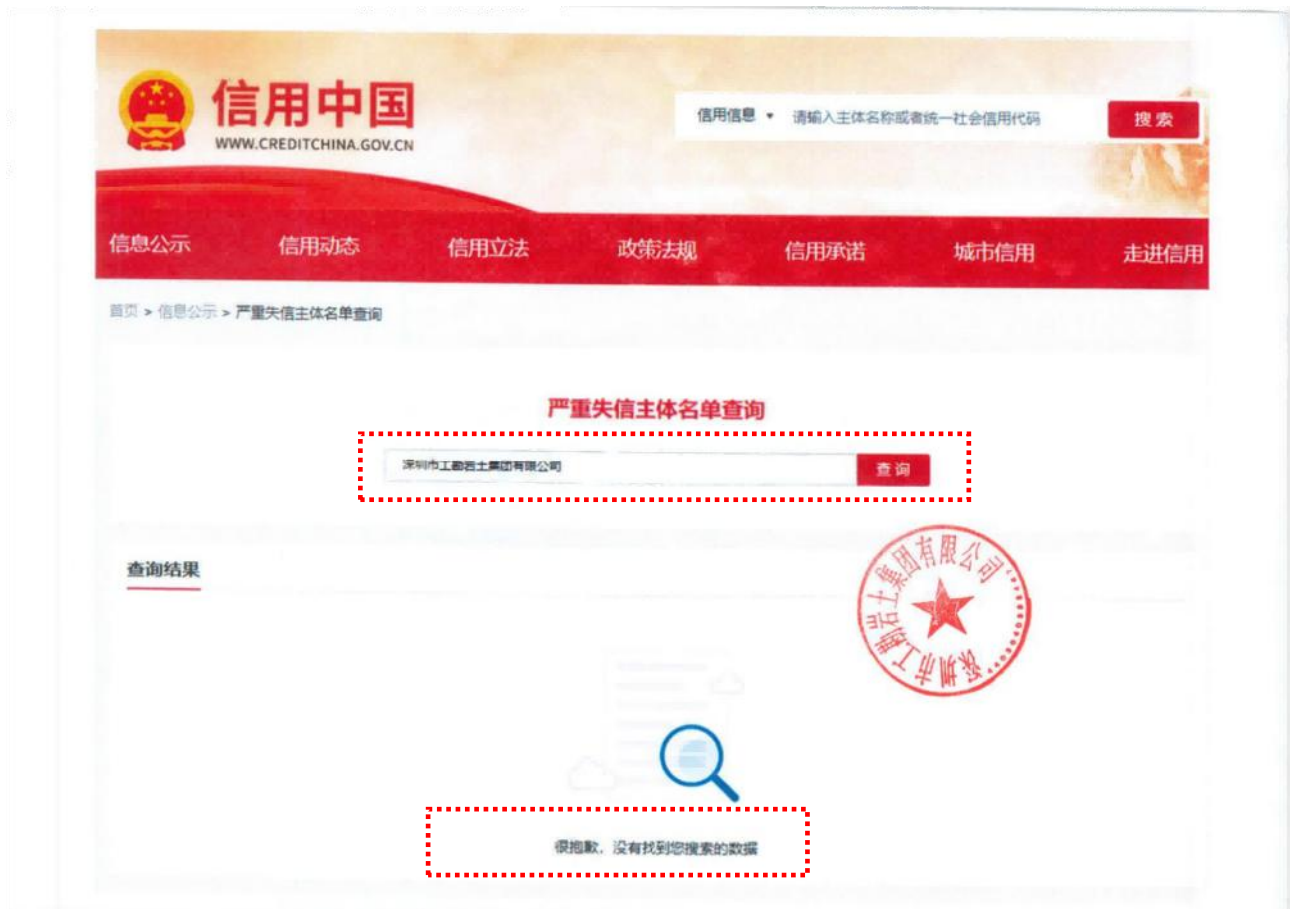 信用中国
WWW.CREDITCHINA.GOV.CN
信用信息 请输入主体名称或者统一社会信用代码 搜索
信息公示 信用动态 信用立法 政策法规 信用承诺 城市信用 走进信用
首页 > 信息公示 > 严重失信主体名单查询
严重失信主体名单查询
深圳市工勘岩土集团有限公司 查询
查询结果
深圳市工勘岩土集团有限公司
很抱歉，没有找到您搜索的数据